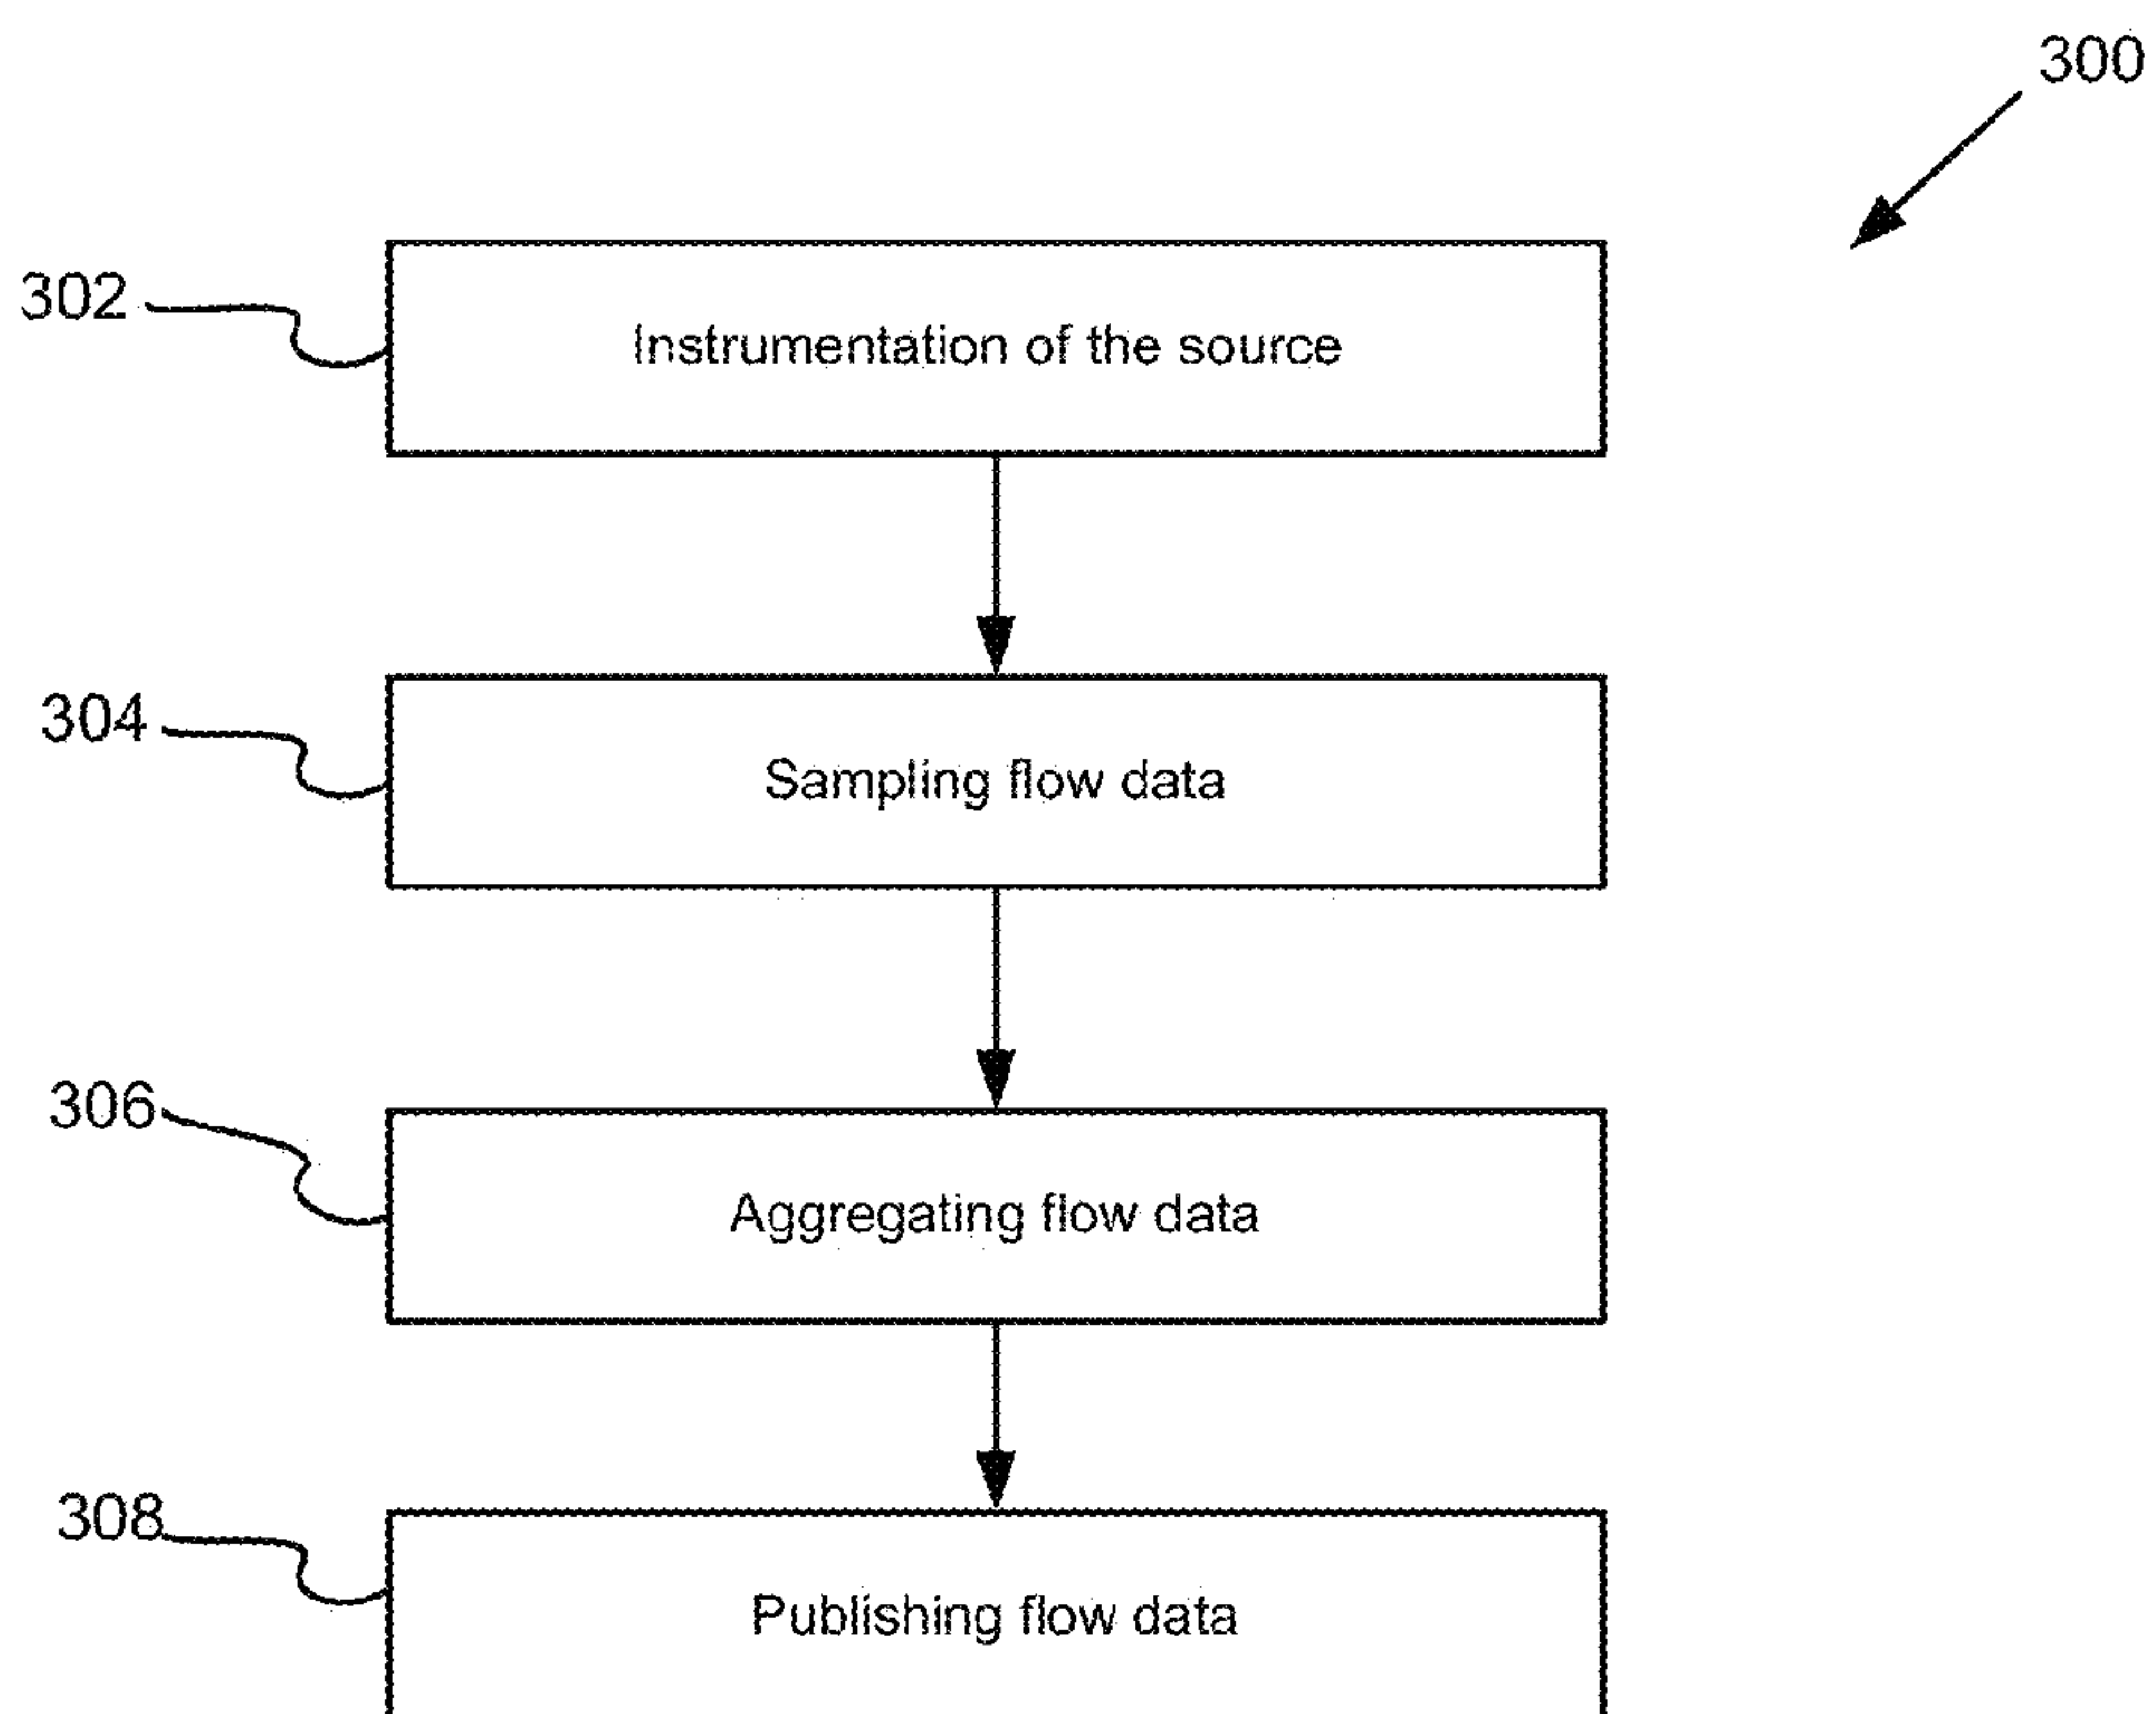 300
302
Instrumentation of the source
304
Sampling flow data
306
Aggregating flow data
308
Publishing flow data